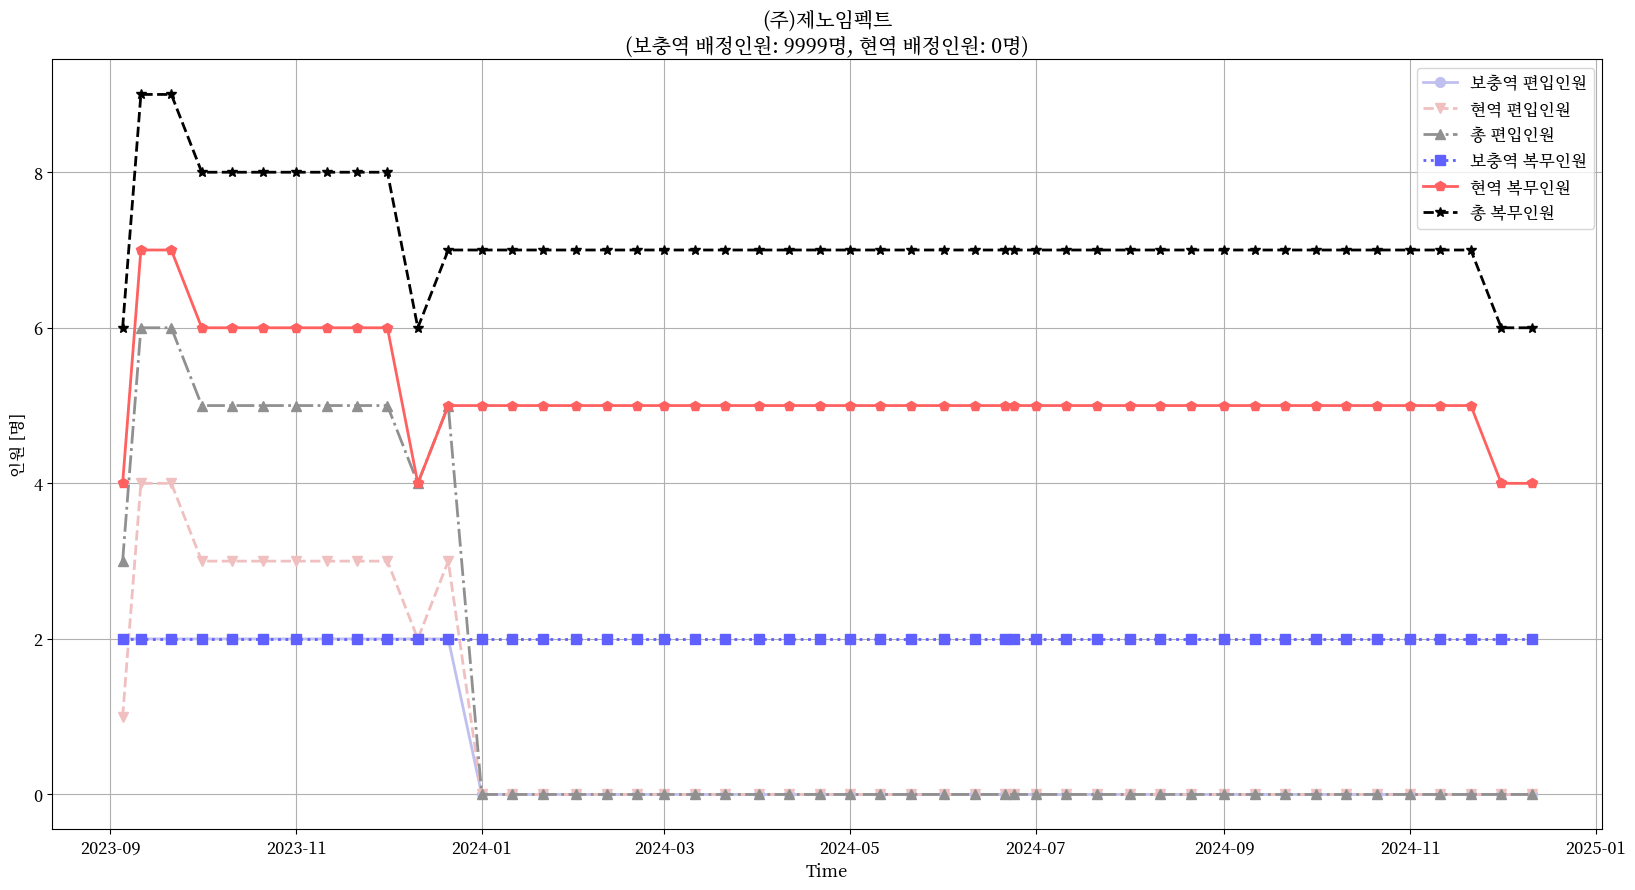 (주)제노임펙트
(보충역 배정인원: 9999명, 현역 배정인원: 0명)
보충역 편입인원
현역 편입인원
총 편입인원
보충역 복무인원
현역 복무인원
총 복무인원
인원 [명]
8
6
4
2
0
2023-09
2023-11
2024-01
2024-03
2024-05
2024-07
2024-09
2024-11
2025-01
Time